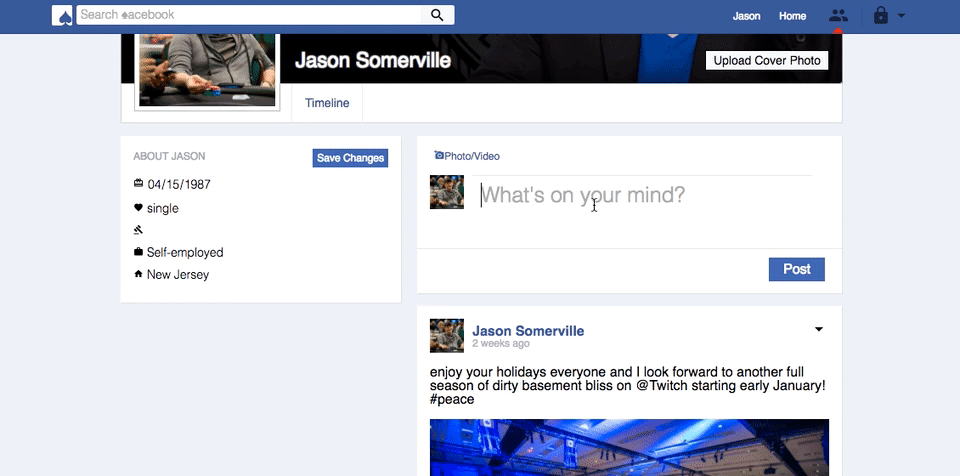 Search ♠acebook
Jason
Home
Jason Somerville
Upload Cover Photo
Timeline
ABOUT JASON
Save Changes
04/15/1987
single
Self-employed
New Jersey
Photo/Video
What's on your mind?
Post
Jason Somerville
2 weeks ago
enjoy your holidays everyone and I look forward to another full
season of dirty basement bliss on @Twitch starting early January!
#peace